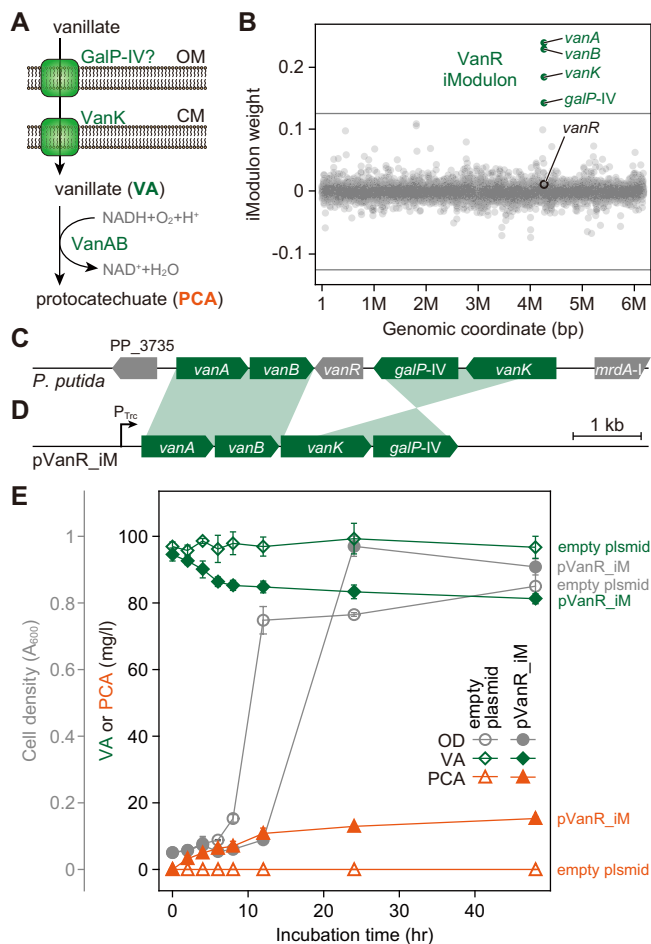 A
vanillate
GalP-IV?
OM
VanK
CM
vanillate (VA)
NADH+O₂+H⁺
VanAB
NAD⁺+H₂O
protocatechuate (PCA)
B
iModulon weight
0.2
0.1
0
-0.1
VanR
iModulon
vanA
vanB
vanK
galP-IV
vanR
1
1M
2M
3M
4M
5M
6M
Genomic coordinate (bp)
C
PP_3735
vanA
vanB
vanR
galP-IV
vanK
mrdA-I
P. putida
D
P_Trc
vanA
vanB
vanK
galP-IV
pVanR_iM
1 kb
E
Cell density (A₆₀₀)
1
0.8
0.6
0.4
0.2
0
VA or PCA (mg/l)
100
80
60
40
20
0
empty plsmid
pVanR_iM
empty plsmid
pVanR_iM
empty plasmid
pVanR_iM
OD
VA
PCA
pVanR_iM
empty plsmid
0
10
20
30
40
Incubation time (hr)